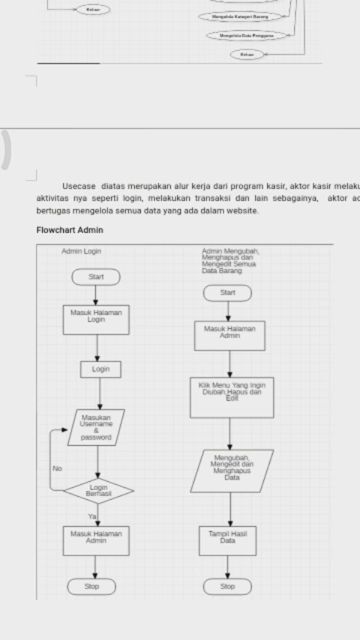 Keluar
Mengelola Kategori Barang
Mengelola Data Pengguna
Keluar
Usecase diatas merupakan alur kerja dari program kasir, aktor kasir
aktivitas nya seperti login, melakukan transaksi dan lain sebagainya, aktor
bertugas mengelola semua data yang ada dalam website.
Flowchart Admin
Admin Login
Start
Masuk Halaman
Login
Login
Masukan
Username
&
password
No
Login
Berhasil
Ya
Masuk Halaman
Admin
Stop
Admin Mengubah,
Menghapus dan
Mengedit Semua
Data Barang
Start
Masuk Halaman
Admin
Klik Menu Yang Ingin
Diubah,Hapus dan
Edit
Mengubah,
Mengedit dan
Menghapus
Data
Tampil Hasil
Data
Stop